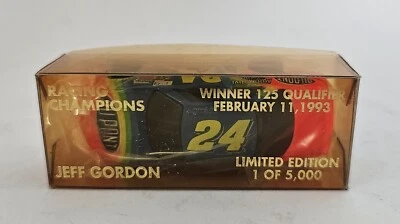 RACING
CHAMPIONS
WINNER 125 QUALIFIER
FEBRUARY 11, 1993
24
JEFF GORDON
LIMITED EDITION
1 OF 5,000